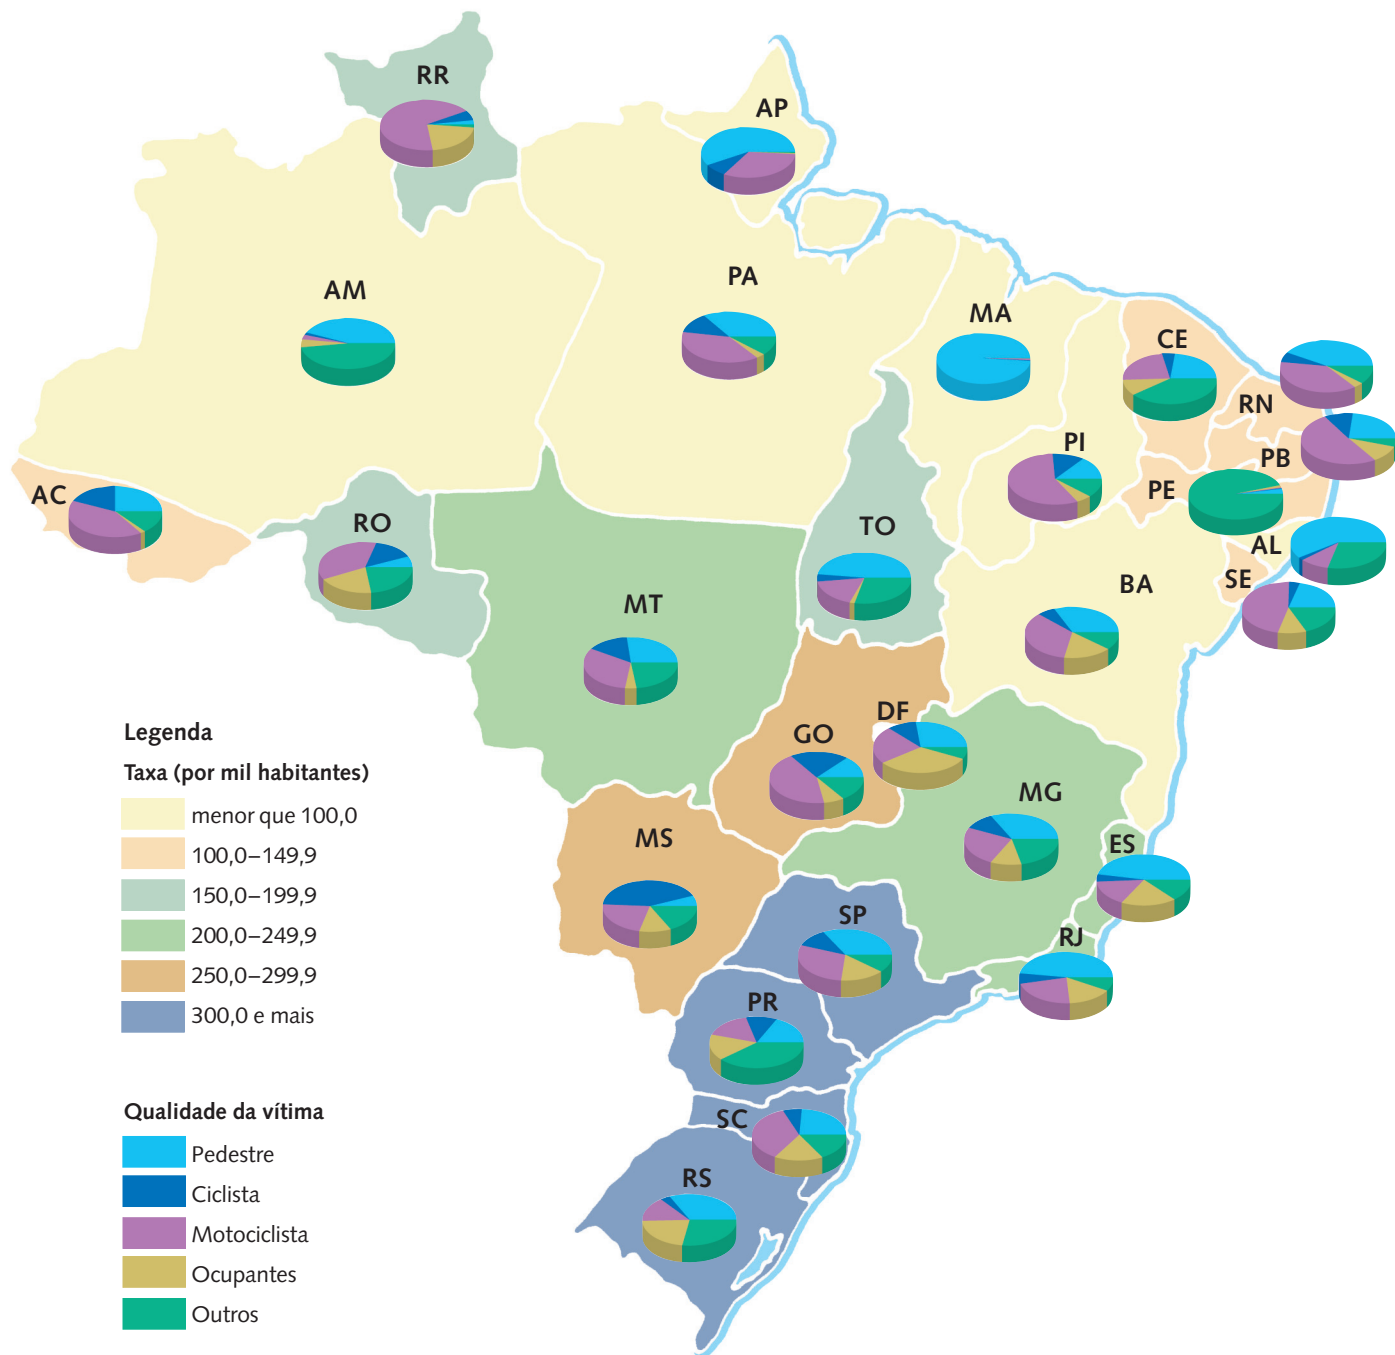 RR
AP
AM
PA
MA
CE
RN
PI
PB
AC
PE
RO
TO
AL
SE
BA
MT
DF
GO
MG
MS
ES
SP
RJ
PR
SC
RS
Legenda
Taxa (por mil habitantes)
menor que 100,0
100,0–149,9
150,0–199,9
200,0–249,9
250,0–299,9
300,0 e mais
Qualidade da vítima
Pedestre
Ciclista
Motociclista
Ocupantes
Outros